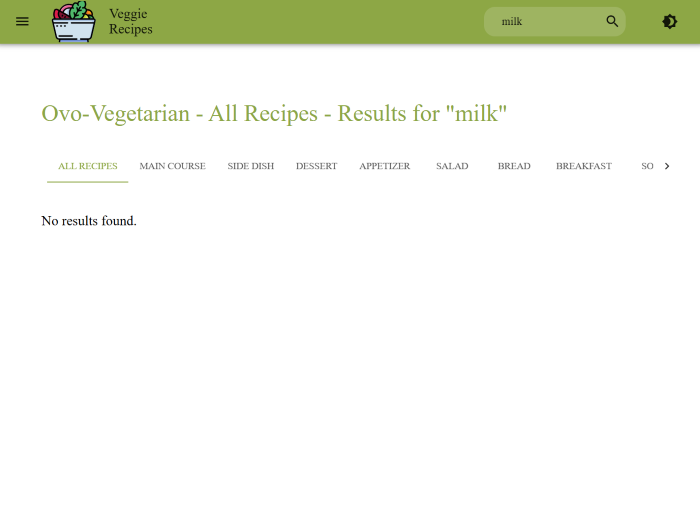 Veggie
Recipes
milk
Ovo-Vegetarian - All Recipes - Results for "milk"
ALL RECIPES MAIN COURSE SIDE DISH DESSERT APPETIZER SALAD BREAD BREAKFAST SO
No results found.